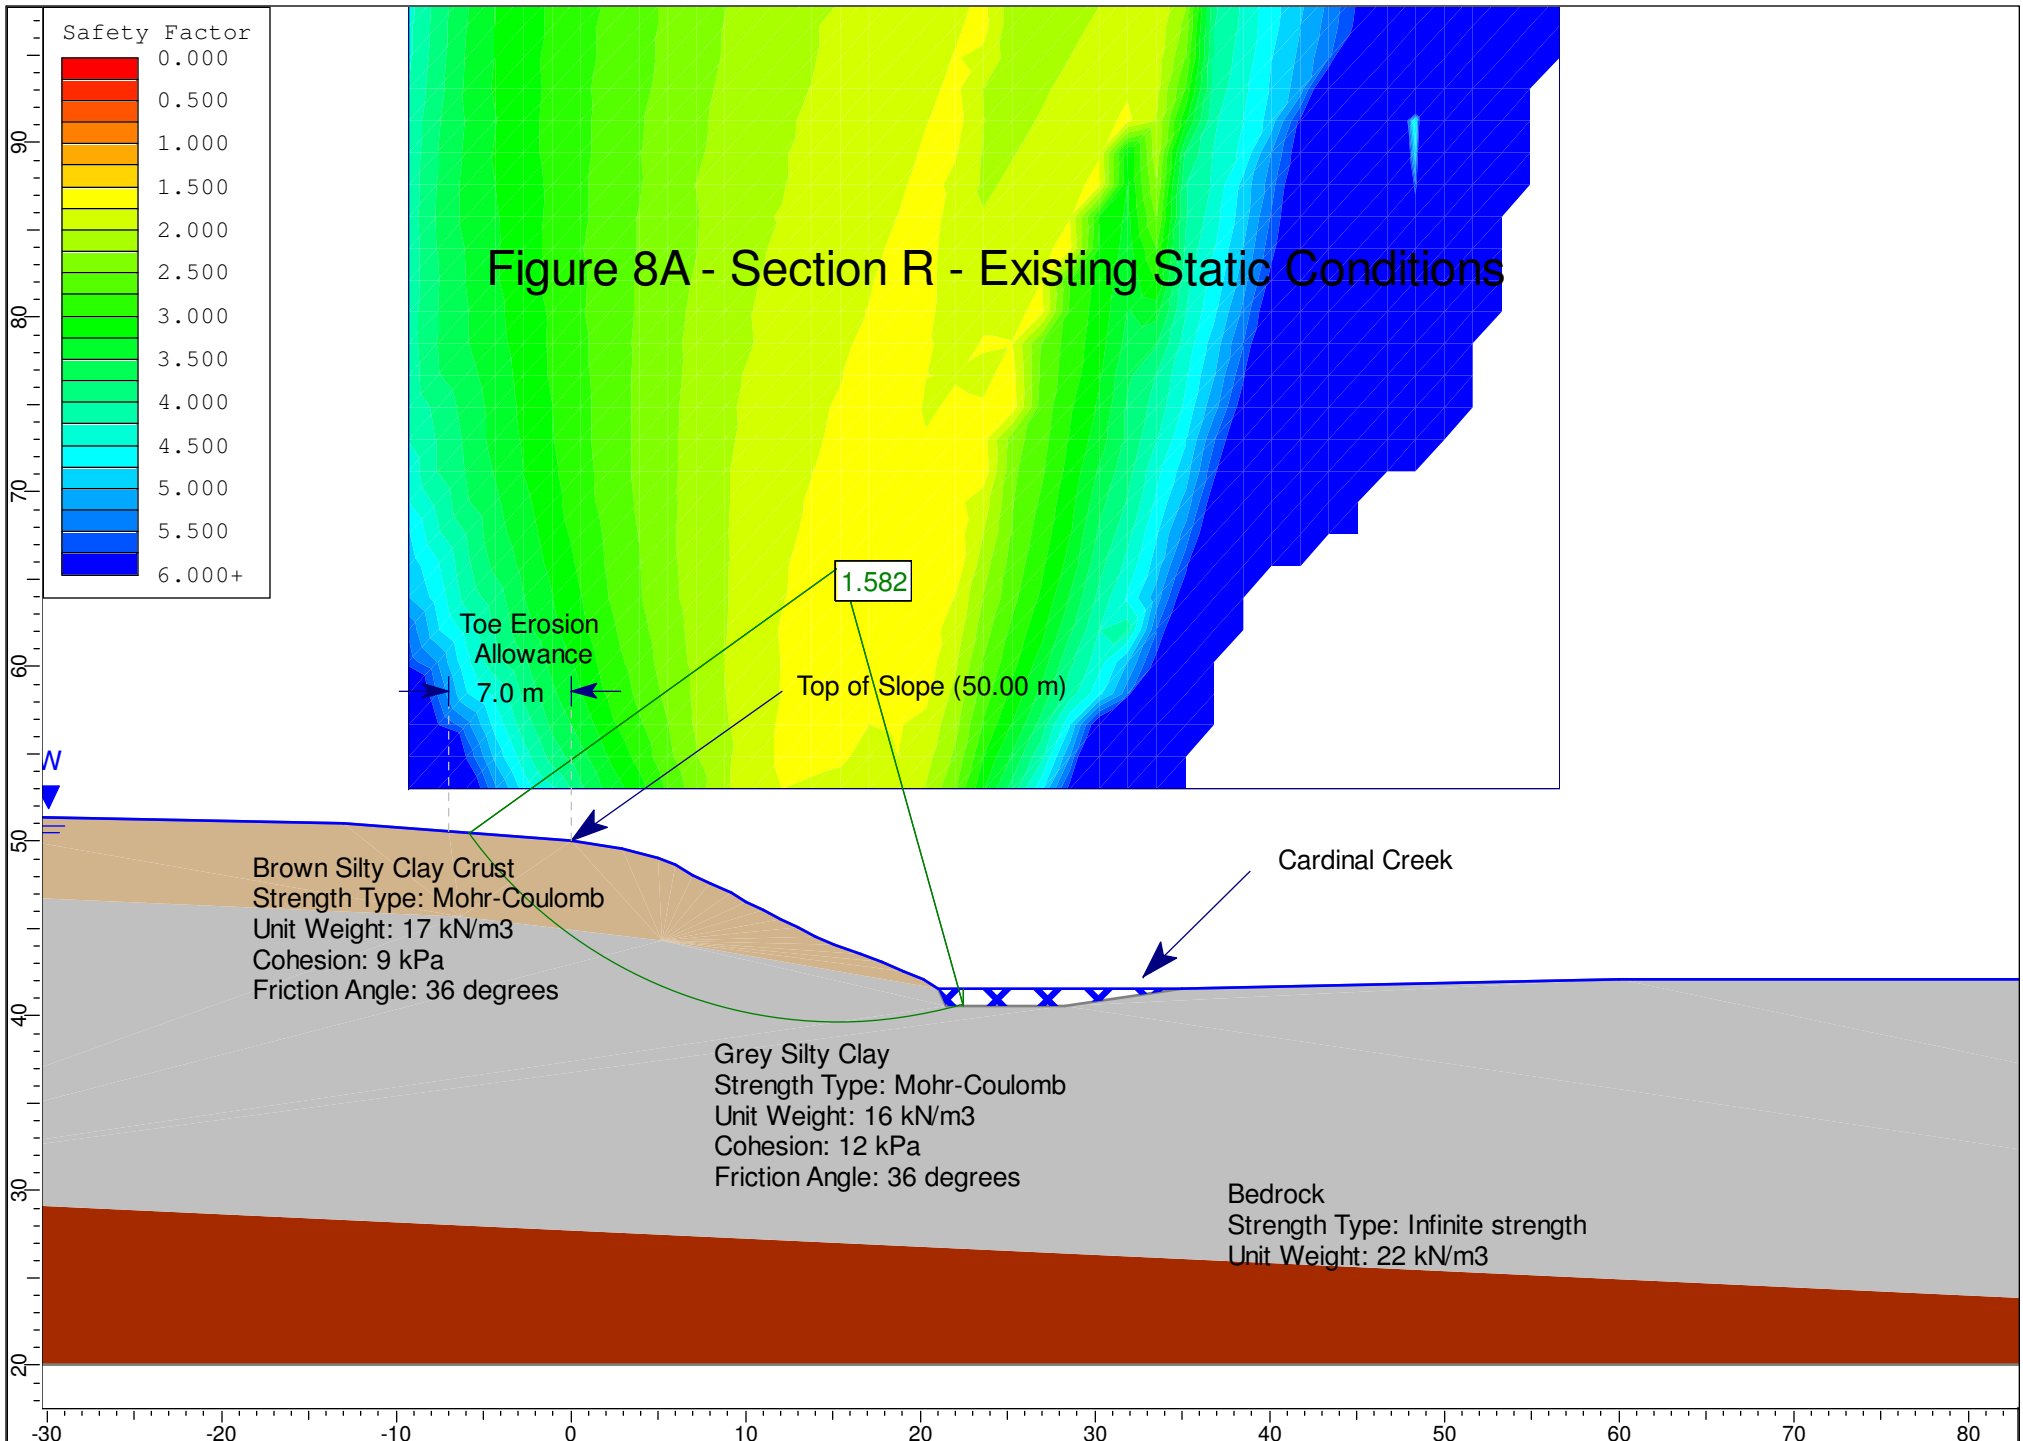 Safety Factor
0.000
0.500
1.000
1.500
2.000
2.500
3.000
3.500
4.000
4.500
5.000
5.500
6.000+
Figure 8A - Section R - Existing Static Conditions
1.582
Toe Erosion
Allowance
7.0 m
Top of Slope (50.00 m)
W
Cardinal Creek
Brown Silty Clay Crust
Strength Type: Mohr-Coulomb
Unit Weight: 17 kN/m3
Cohesion: 9 kPa
Friction Angle: 36 degrees
Grey Silty Clay
Strength Type: Mohr-Coulomb
Unit Weight: 16 kN/m3
Cohesion: 12 kPa
Friction Angle: 36 degrees
Bedrock
Strength Type: Infinite strength
Unit Weight: 22 kN/m3
90
80
70
60
50
40
30
20
-30 -20 -10 0 10 20 30 40 50 60 70 80